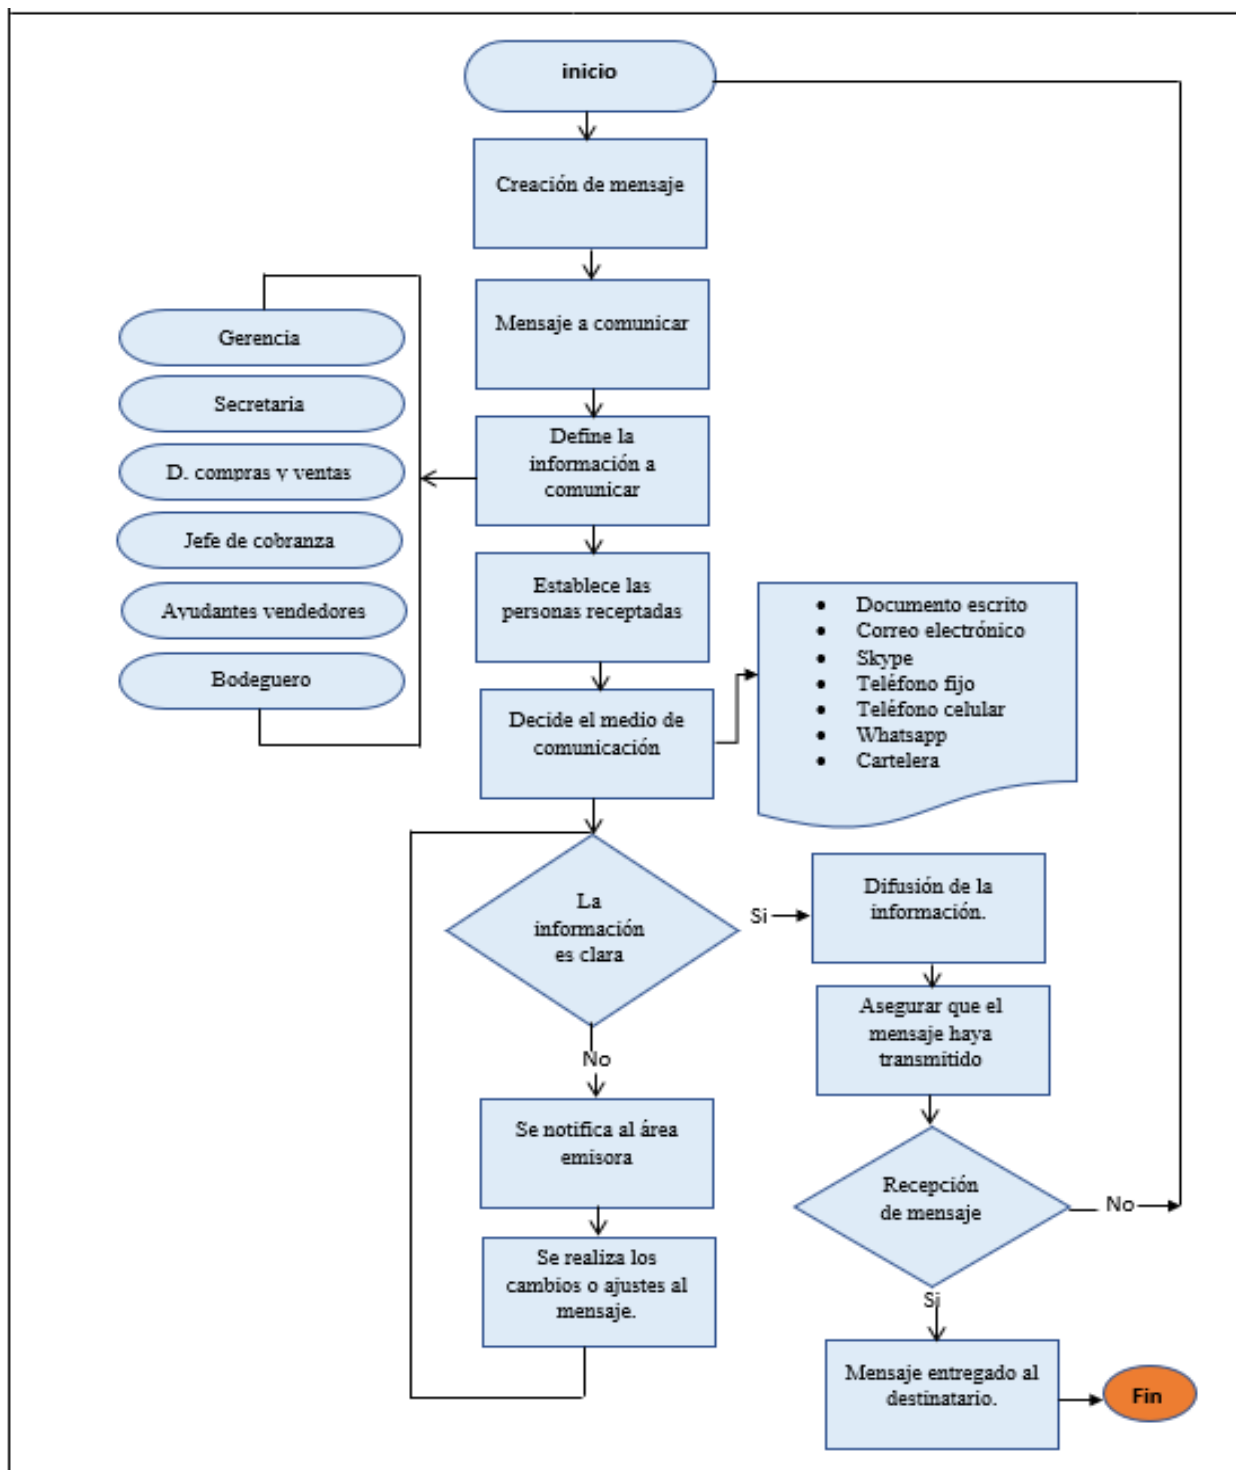 inicio
Creación de mensaje
Mensaje a comunicar
Define la
información a
comunicar
Gerencia
Secretaria
D. compras y ventas
Jefe de cobranza
Ayudantes vendedores
Bodeguero
Establece las
personas receptadas
Decide el medio de
comunicación
• Documento escrito
• Correo electrónico
• Skype
• Teléfono fijo
• Teléfono celular
• Whatsapp
• Cartelera
La
información
es clara
Si
Difusión de la
información.
Asegurar que el
mensaje haya
transmitido
No
Se notifica al área
emisora
Se realiza los
cambios o ajustes al
mensaje.
Recepción
de mensaje
No
Si
Mensaje entregado al
destinatario.
Fin